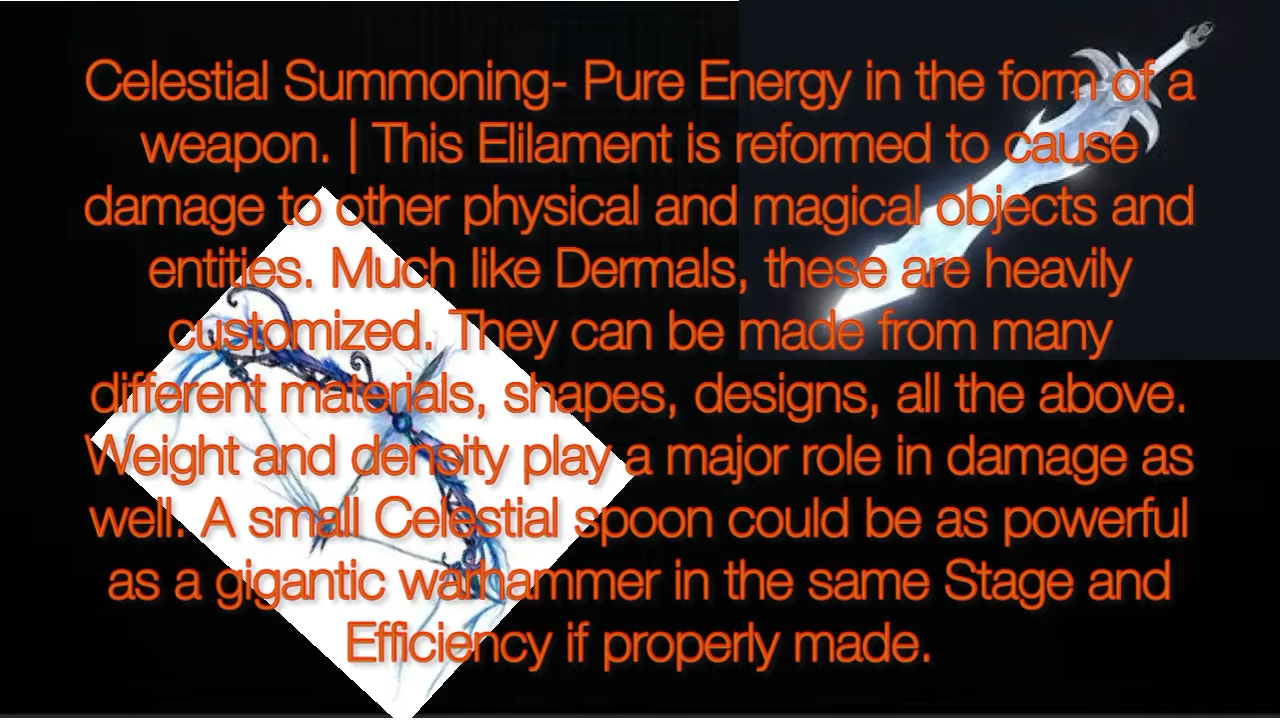 Celestial Summoning- Pure Energy in the form of a
weapon. | This Elilament is reformed to cause
damage to other physical and magical objects and
entities. Much like Dermals, these are heavily
customized. They can be made from many
different materials, shapes, designs, all the above.
Weight and density play a major role in damage as
well. A small Celestial spoon could be as powerful
as a gigantic warhammer in the same Stage and
Efficiency if properly made.